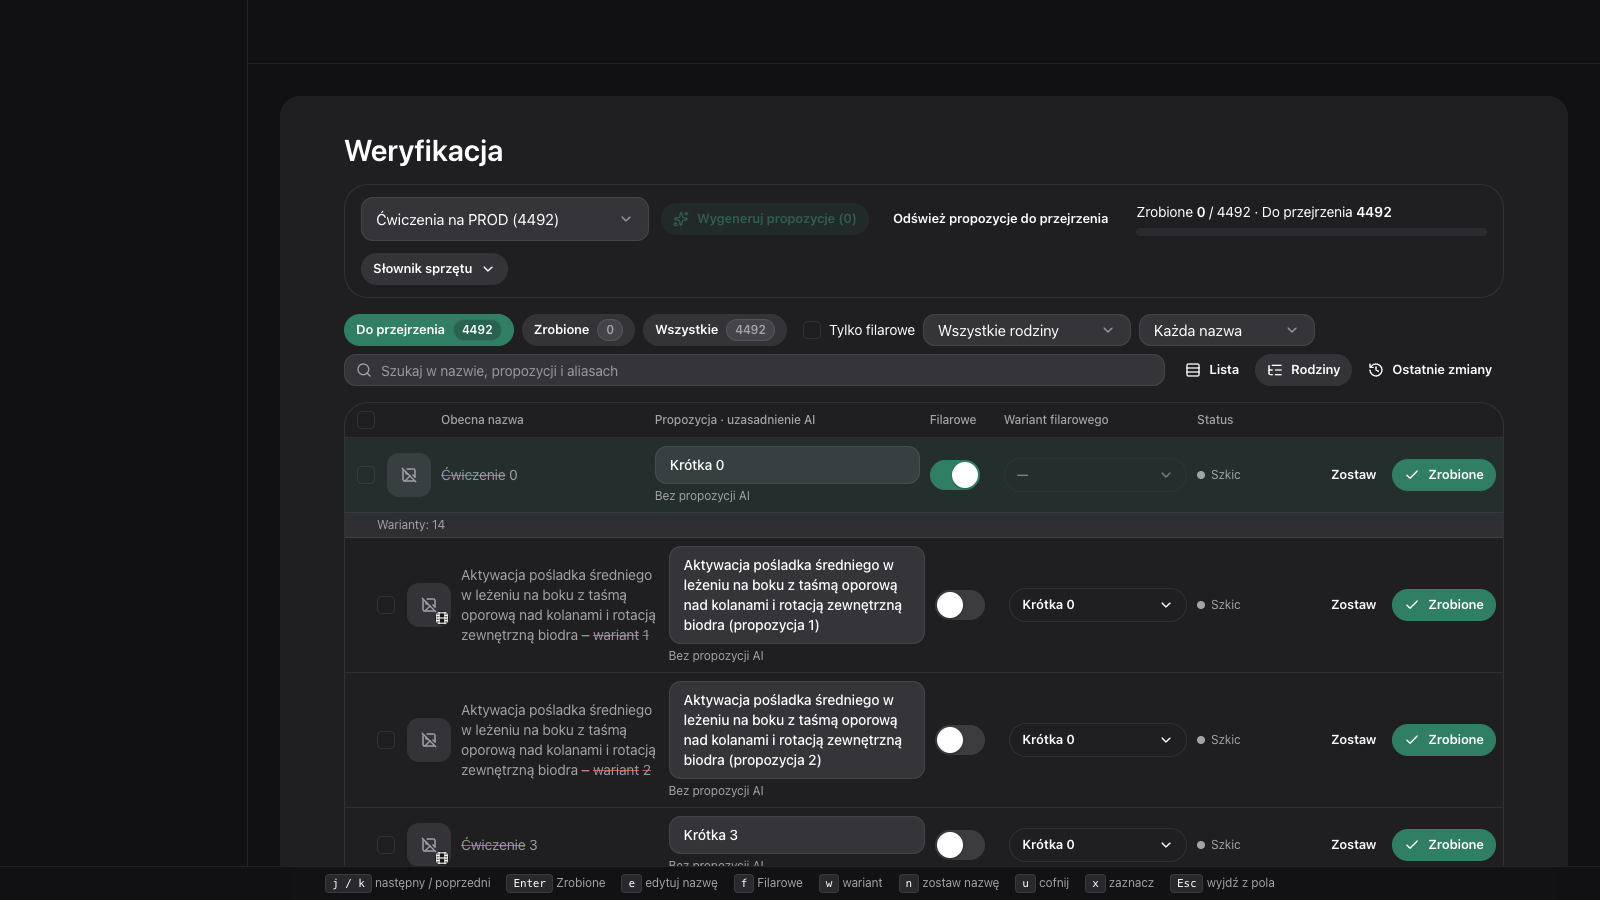 Weryfikacja
Ćwiczenia na PROD (4492)
Wygeneruj propozycje (0)
Odśwież propozycje do przejrzenia
Zrobione 0 / 4492 · Do przejrzenia 4492
Słownik sprzętu
Do przejrzenia 4492
Zrobione 0
Wszystkie 4492
Tylko filarowe
Wszystkie rodziny
Każda nazwa
Szukaj w nazwie, propozycji i aliasach
Lista
Rodziny
Ostatnie zmiany
Obecna nazwa
Propozycja · uzasadnienie AI
Filarowe
Wariant filarowego
Status
Ćwiczenie 0
Krótka 0
Bez propozycji AI
—
Szkic
Zostaw
Zrobione
Warianty: 14
Aktywacja pośladka średniego
w leżeniu na boku z taśmą
oporową nad kolanami i rotacją
zewnętrzną biodra – wariant 1
Aktywacja pośladka średniego w
leżeniu na boku z taśmą oporową
nad kolanami i rotacją zewnętrzną
biodra (propozycja 1)
Bez propozycji AI
Krótka 0
Szkic
Zostaw
Zrobione
Aktywacja pośladka średniego
w leżeniu na boku z taśmą
oporową nad kolanami i rotacją
zewnętrzną biodra – wariant 2
Aktywacja pośladka średniego w
leżeniu na boku z taśmą oporową
nad kolanami i rotacją zewnętrzną
biodra (propozycja 2)
Bez propozycji AI
Krótka 0
Szkic
Zostaw
Zrobione
Ćwiczenie 3
Krótka 3
Bez propozycji AI
Krótka 0
Szkic
Zostaw
Zrobione
j / k następny / poprzedni Enter Zrobione e edytuj nazwę f Filarowe w wariant n zostaw nazwę u cofnij x zaznacz Esc wyjdź z pola